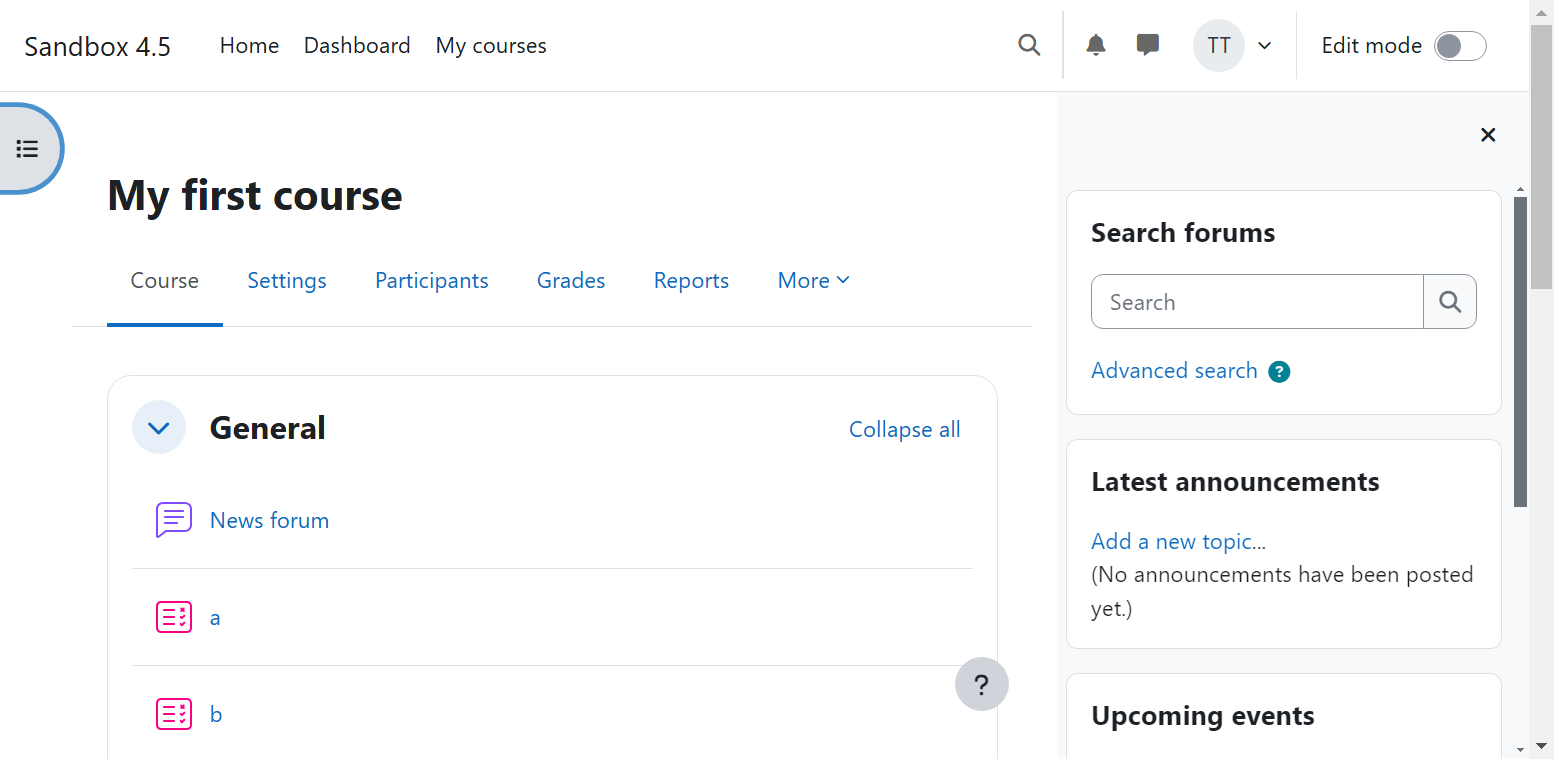 Sandbox 4.5 Home Dashboard My courses TT Edit mode
My first course
Course Settings Participants Grades Reports More
General Collapse all
News forum
a
b
?
Search forums
Search
Advanced search ?
Latest announcements
Add a new topic...
(No announcements have been posted
yet.)
Upcoming events